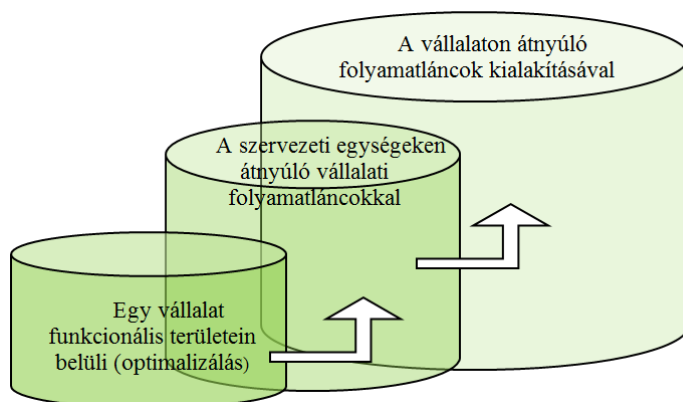 A vállalaton átnyúló
folyamatláncok kialakításával
A szervezeti egységeken
átnyúló vállalati
folyamatláncokkal
Egy vállalat
funkcionális területein
belüli (optimalizálás)